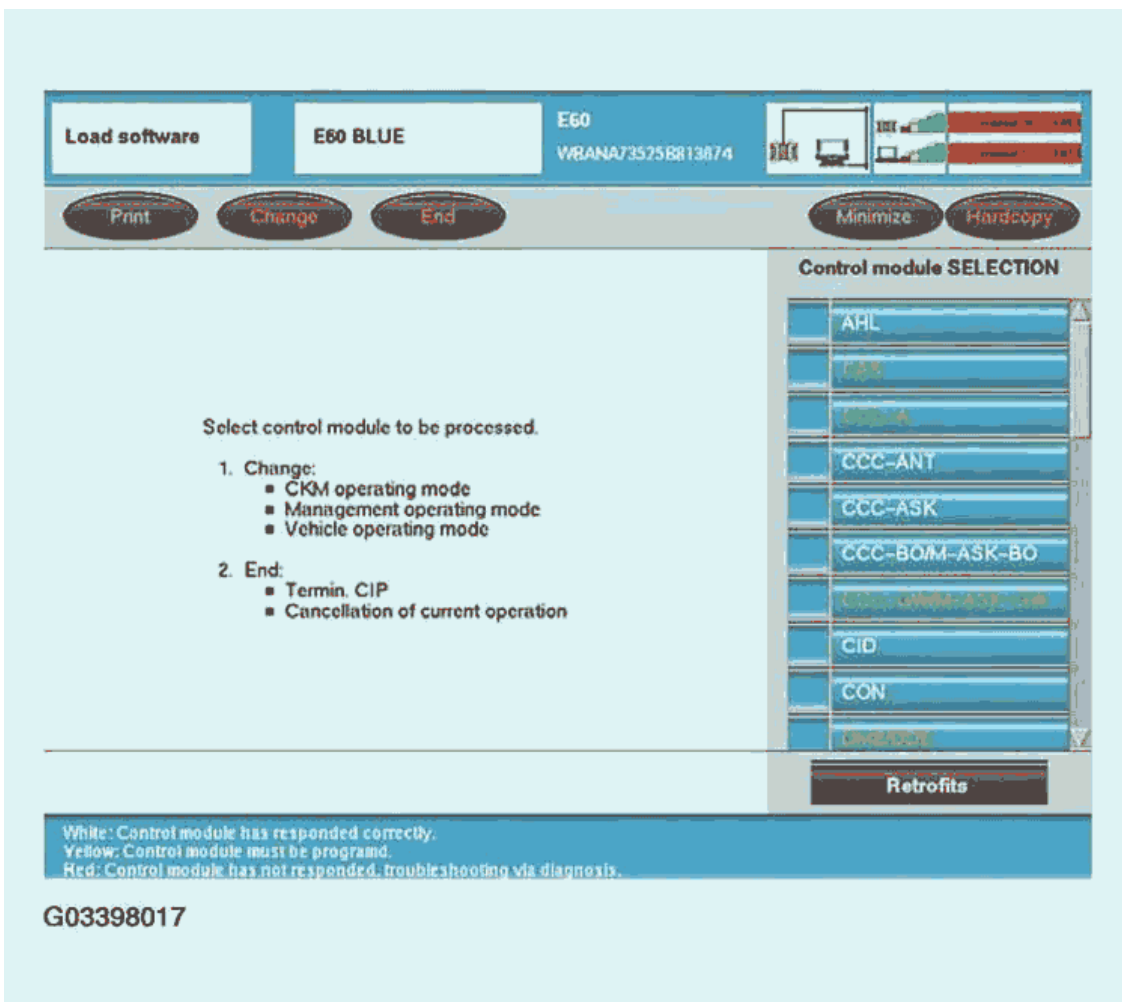 Load software
E60 BLUE
E60
Print
Change
End
Minimize
Hardcopy
Control module SELECTION
AHL
Select control module to be processed.
CCC-ANT
1. Change:
■ CKM operating mode
■ Management operating mode
■ Vehicle operating mode
CCC-ASK
CCC-BO/M-ASK-BO
2. End:
■ Termin. CIP
■ Cancellation of current operation
CID
CON
Retrofits
White: Control module has responded correctly.
Yellow: Control module must be programd.
Red: Control module has not responded, troubleshooting via diagnosis.
G03398017